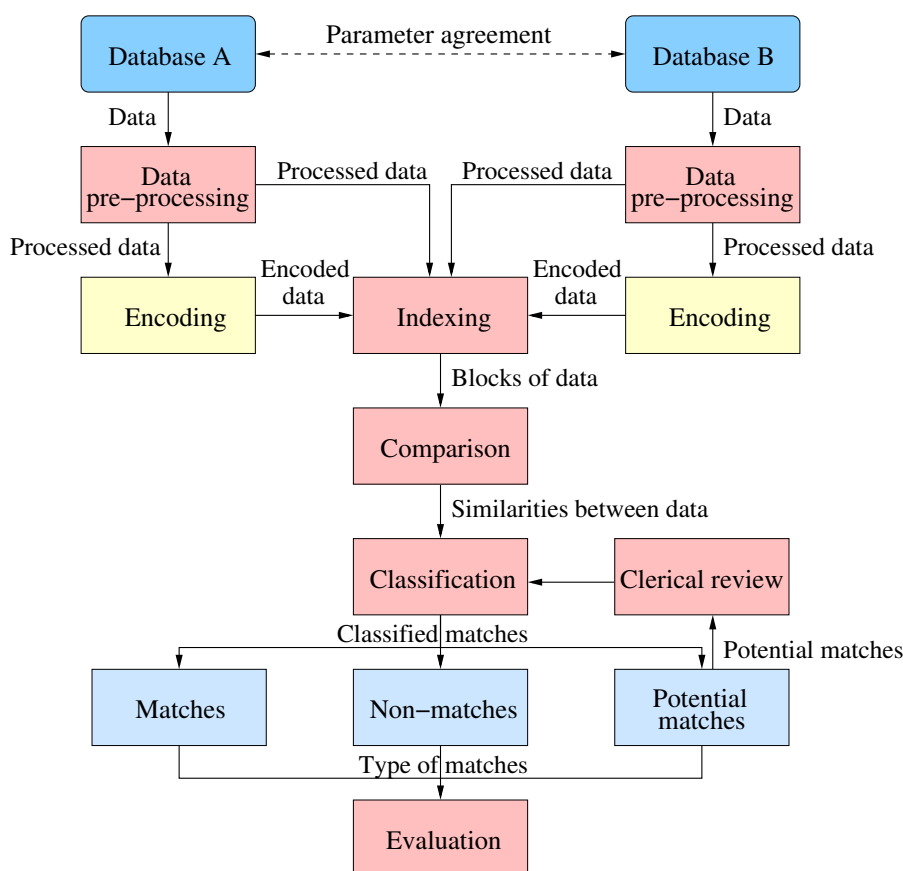 Parameter agreement
Database A
Database B
Data
Data
Data
pre−processing
Processed data
Processed data
Data
pre−processing
Processed data
Processed data
Encoded
data
Encoded
data
Encoding
Indexing
Encoding
Blocks of data
Comparison
Similarities between data
Classification
Clerical review
Classified matches
Potential matches
Matches
Non−matches
Potential
matches
Type of matches
Evaluation